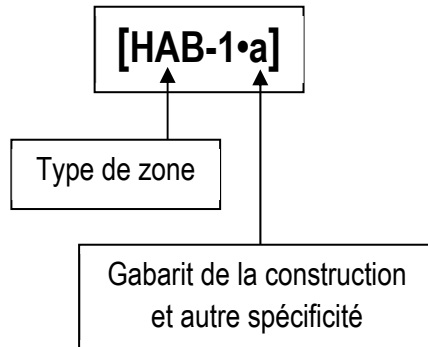 [HAB-1•a]
Type de zone
Gabarit de la construction
et autre spécificité